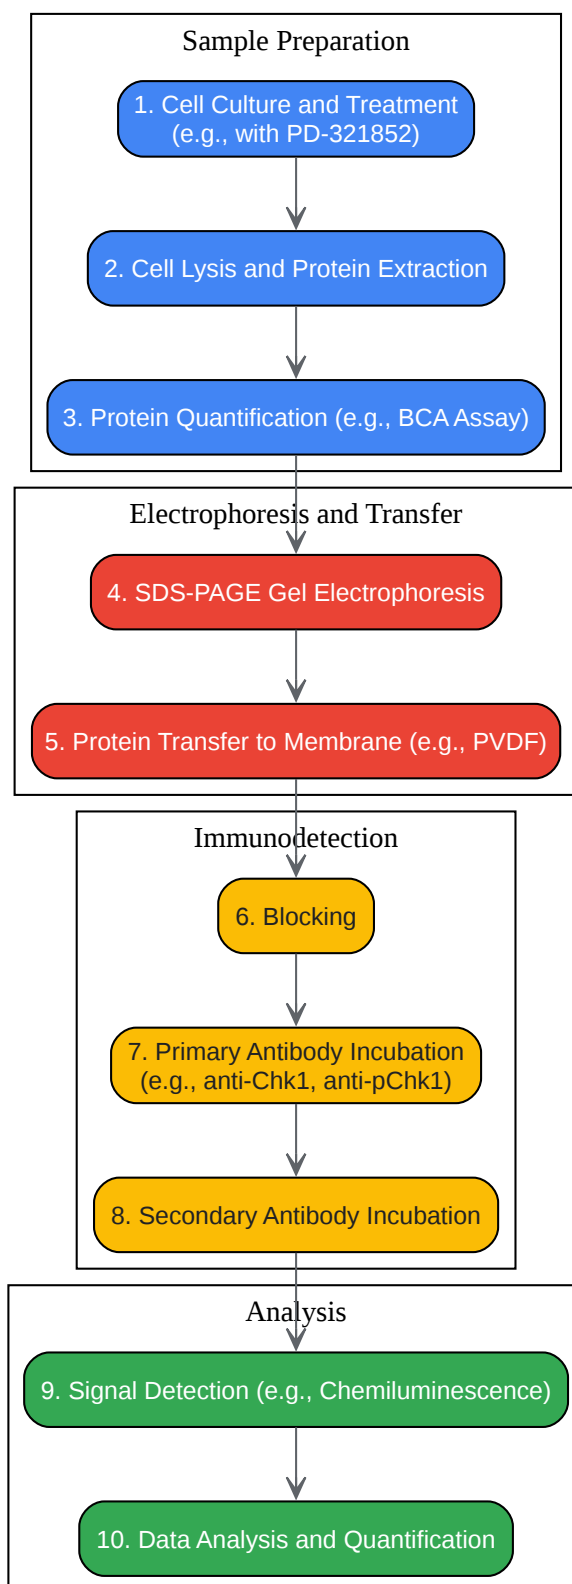 Sample Preparation
1. Cell Culture and Treatment
(e.g., with PD-321852)
2. Cell Lysis and Protein Extraction
3. Protein Quantification (e.g., BCA Assay)
Electrophoresis and Transfer
4. SDS-PAGE Gel Electrophoresis
5. Protein Transfer to Membrane (e.g., PVDF)
Immunodetection
6. Blocking
7. Primary Antibody Incubation
(e.g., anti-Chk1, anti-pChk1)
8. Secondary Antibody Incubation
Analysis
9. Signal Detection (e.g., Chemiluminescence)
10. Data Analysis and Quantification